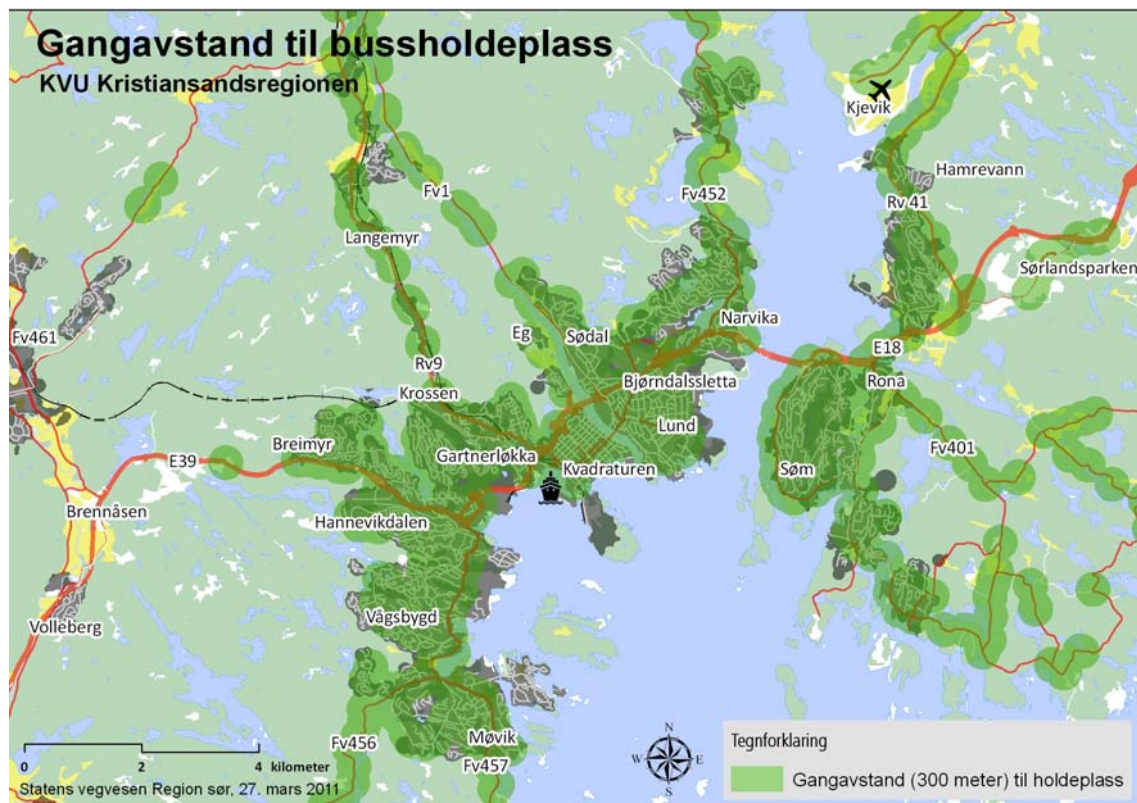 Gangavstand til bussholdeplass
KVU Kristiansandsregionen
Kjevik
Hamrevann
Fv1
Fv452
Rv 41
Langemyr
Sørlandsparken
Fv461
Eg
Sødal
Narvika
E18
Rv9
Bjørndalssletta
Rona
Krossen
Lund
Breimyr
Gartnerløkka
Fv401
E39
Kvadraturen
Søm
Brennåsen
Hannevikdalen
Vågsbygd
Volleberg
Møvik
Fv456
Fv457
N
W E
S
Tegnforklaring
Gangavstand (300 meter) til holdeplass
0 2 4 kilometer
Statens vegvesen Region sør, 27. mars 2011